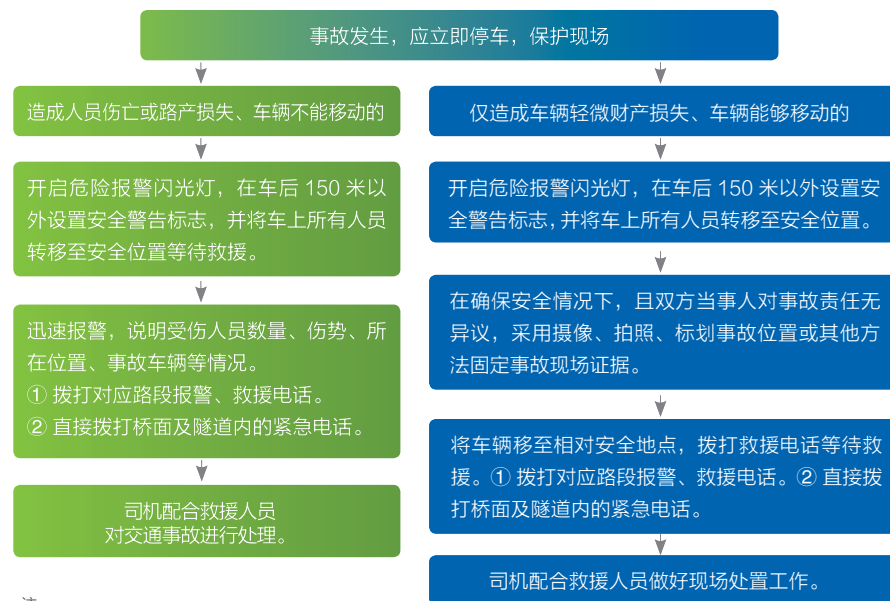 事故发生，应立即停车，保护现场
造成人员伤亡或路产损失、车辆不能移动的
开启危险报警闪光灯，在车后 150 米以
外设置安全警告标志，并将车上所有人员
转移至安全位置等待救援。
迅速报警，说明受伤人员数量、伤势、所
在位置、事故车辆等情况。
① 拨打对应路段报警、救援电话。
② 直接拨打桥面及隧道内的紧急电话。
司机配合救援人员
对交通事故进行处理。
仅造成车辆轻微财产损失、车辆能够移动的
开启危险报警闪光灯，在车后 150 米以外设置安
全警告标志，并将车上所有人员转移至安全位置。
在确保安全情况下，且双方当事人对事故责任无
异议，采用摄像、拍照、标划事故位置或其他方
法固定事故现场证据。
将车辆移至相对安全地点，拨打救援电话等待救
援。① 拨打对应路段报警、救援电话。② 直接拨
打桥面及隧道内的紧急电话。
司机配合救援人员做好现场处置工作。